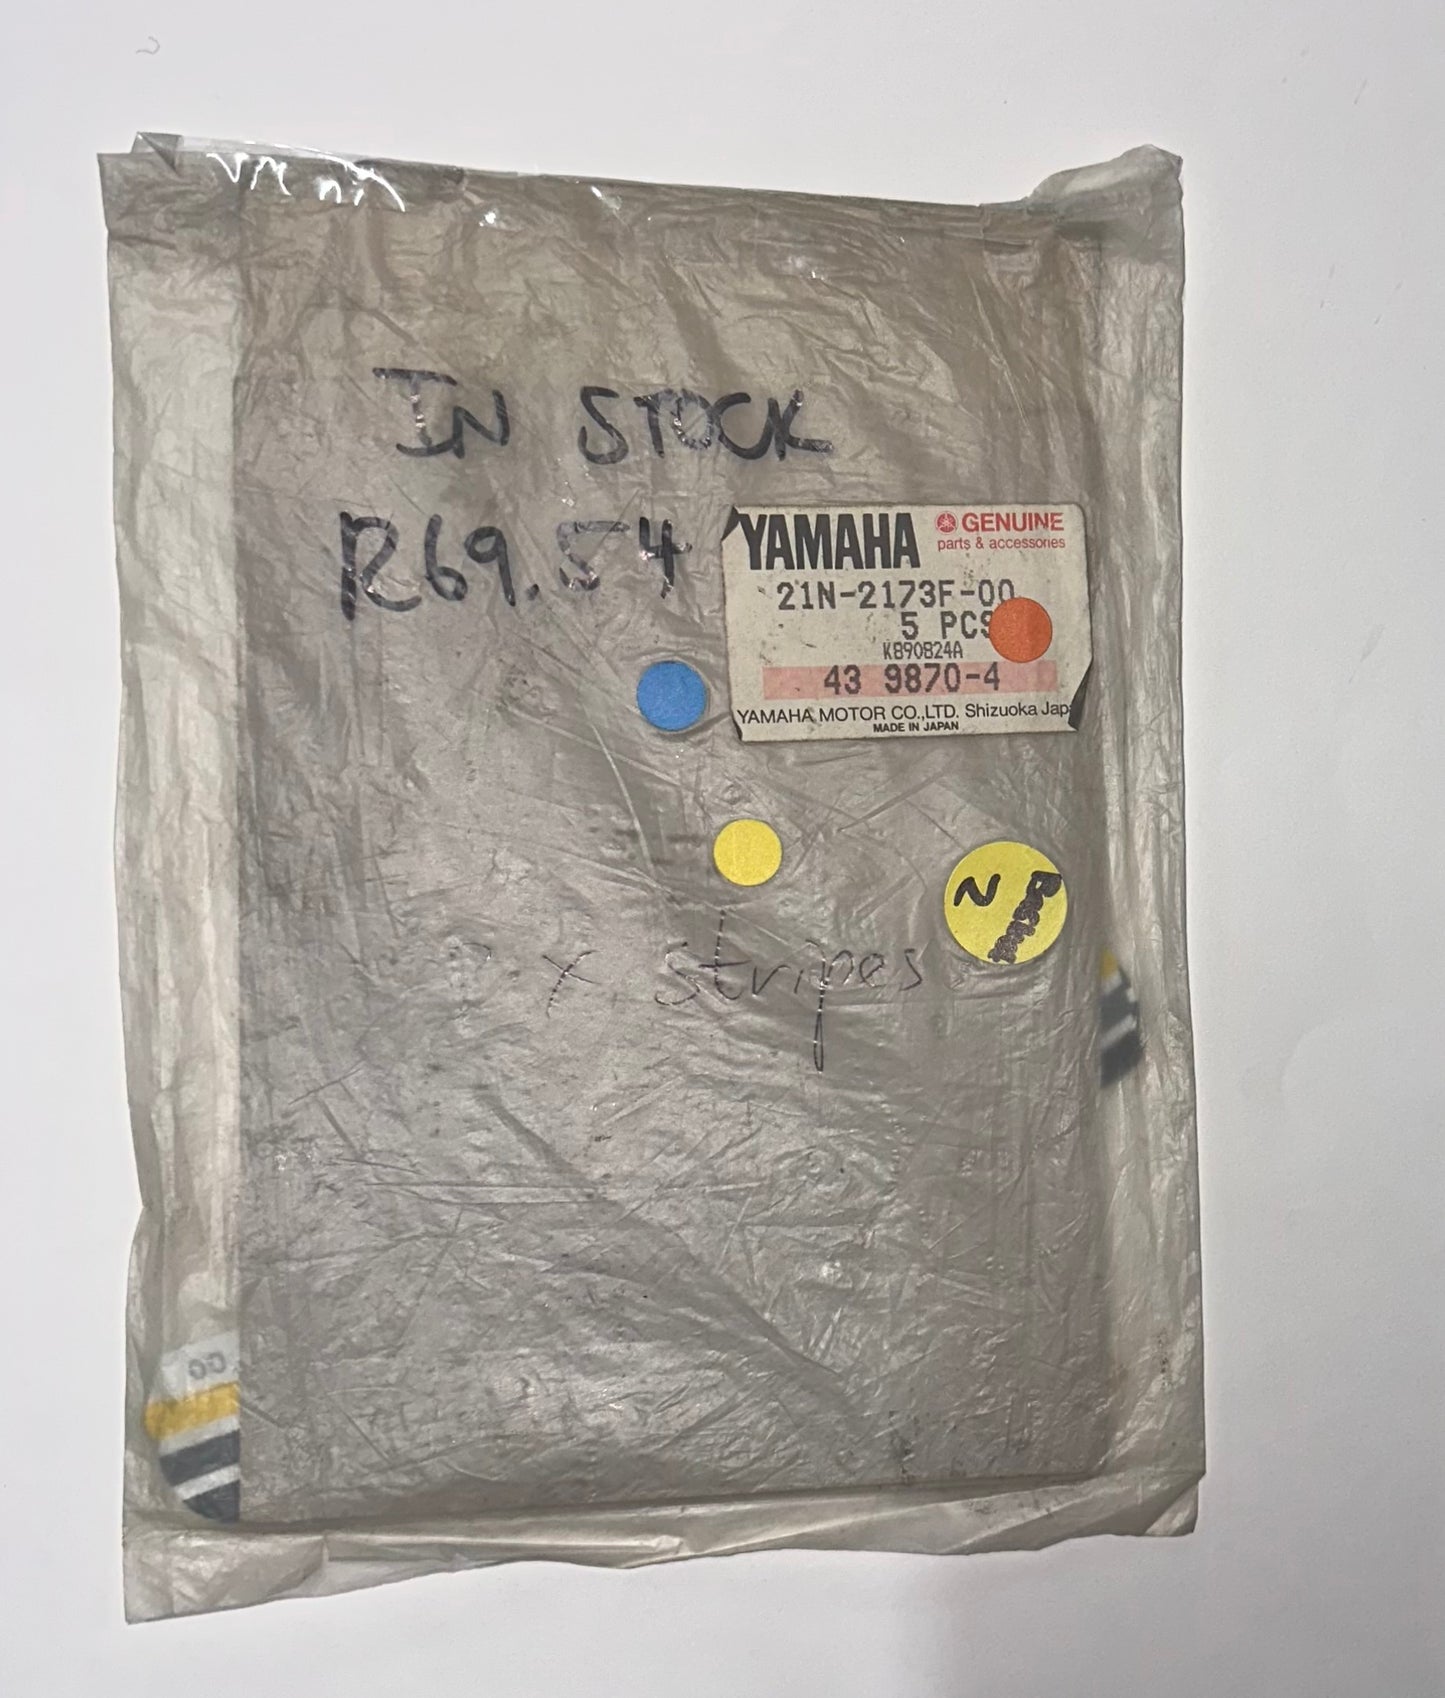 IN STOCK
R69.54
YAMAHA GENUINE
parts & accessories
21N-2173F-00
5 PCS
K890824A
43 9870-4
YAMAHA MOTOR CO.,LTD. Shizuoka Jap
MADE IN JAPAN
N
x stripes